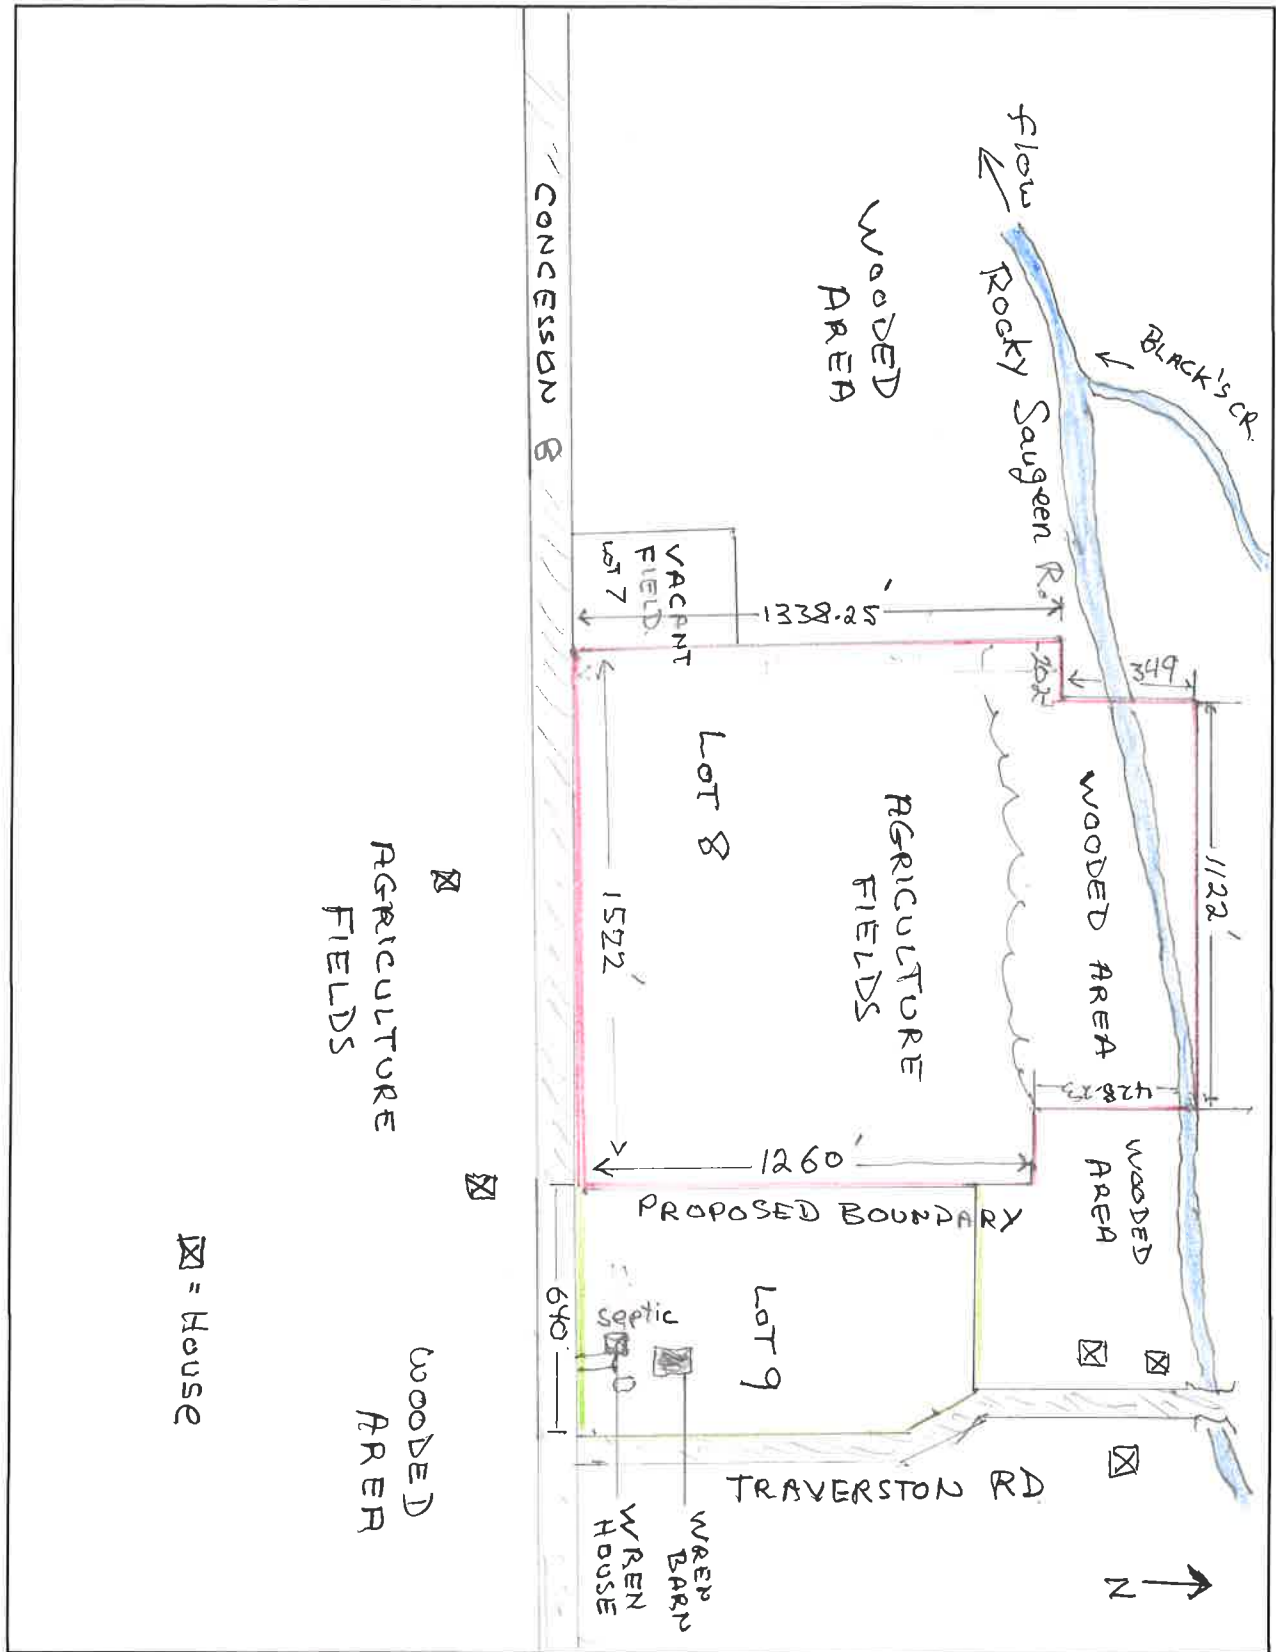 flow
BLACK'S CR.
Rocky Saugeen R.
WOODED
AREA
CONCESSION 8
VACANT
FIELD.
LOT 7
1338.25'
202
349
1122'
WOODED AREA
428.23
LOT 8
AGRICULTURE
FIELDS
1522'
1260'
PROPOSED BOUNDARY
WOODED
AREA
LOT 9
septic
640'
TRAVERSTON RD
WREN
BARN
WREN
HOUSE
N
AGRICULTURE
FIELDS
WOODED
AREA
= House